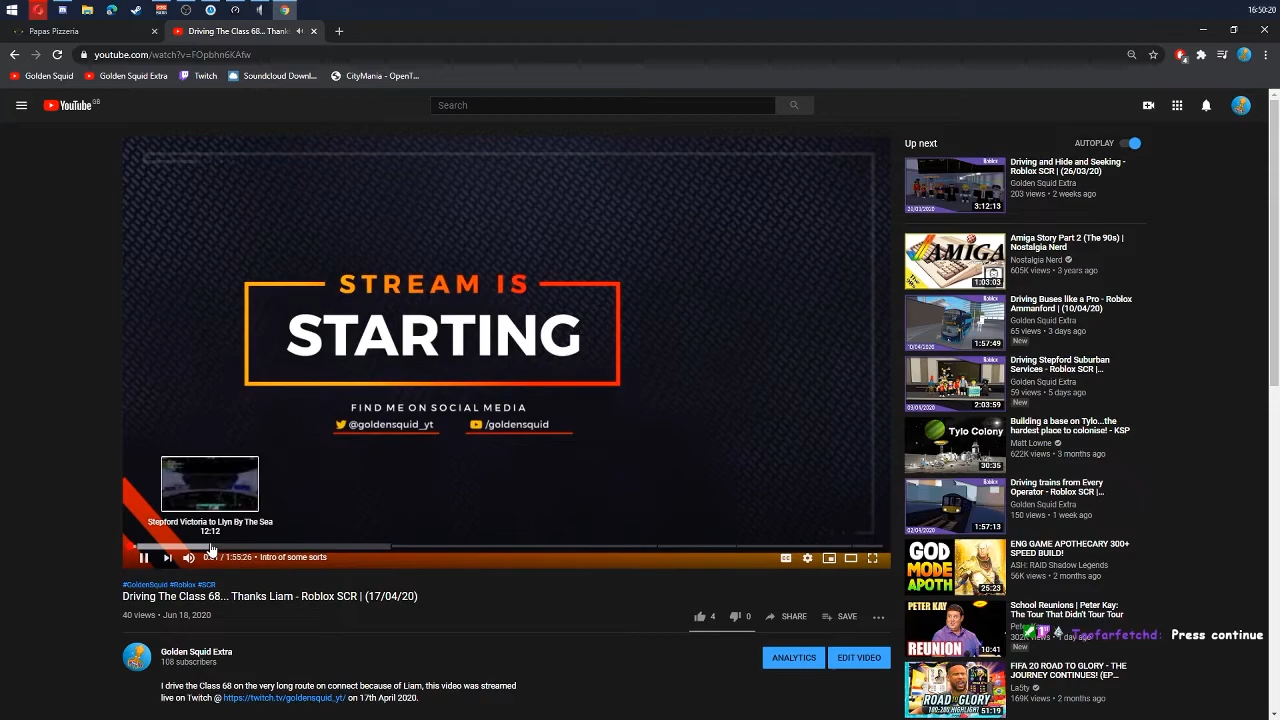 16:50:20
Papas Pizzeria
Driving The Class 68... Thank
youtube.com/watch?v=FOpbhn6KAfw
Golden Squid
Golden Squid Extra
Twitch
Soundcloud Downl...
CityMania - OpenT...
YouTube GB
Search
STREAM IS
STARTING
FIND ME ON SOCIAL MEDIA
@goldensquid_yt
/goldensquid
Stepford Victoria to Llyn By The Sea
12:12
/ 1:55:26 • Intro of some sorts
#GoldenSquid #Roblox #SCR
Driving The Class 68... Thanks Liam - Roblox SCR | (17/04/20)
40 views • Jun 18, 2020
4
0
SHARE
SAVE
Golden Squid Extra
108 subscribers
ANALYTICS
EDIT VIDEO
I drive the Class 68 on the very long route on connect because of Liam, this video was streamed
live on Twitch @ https://twitch.tv/goldensquid_yt/ on 17th April 2020.
Up next
AUTOPLAY
Roblox
3:12:13
Driving and Hide and Seeking -
Roblox SCR | (26/03/20)
Golden Squid Extra
203 views • 2 weeks ago
AMIGA
1:03:03
Amiga Story Part 2 (The 90s) |
Nostalgia Nerd
Nostalgia Nerd
605K views • 3 years ago
Roblox
1:57:49
Driving Buses like a Pro - Roblox
Ammanford | (10/04/20)
Golden Squid Extra
65 views • 3 days ago
New
Roblox
2:03:59
Driving Stepford Suburban
Services - Roblox SCR |...
Golden Squid Extra
59 views • 5 days ago
New
Tylo Colony
30:35
Building a base on Tylo...the
hardest place to colonise! - KSP
Matt Lowne
622K views • 3 months ago
Roblox
1:57:13
Driving trains from Every
Operator - Roblox SCR |...
Golden Squid Extra
150 views • 1 week ago
GOD
MODE
APOTH
25:23
ENG GAME APOTHECARY 300+
SPEED BUILD!
ASH: RAID Shadow Legends
56K views • 2 months ago
PETER KAY
REUNION
10:41
School Reunions | Peter Kay:
The Tour That Didn't Tour Tour
New
Toofarfetchd: Press continue
ROAD TO GLORY
51:19
FIFA 20 ROAD TO GLORY - THE
JOURNEY CONTINUES! (EP...
La5ty
169K views • 2 months ago